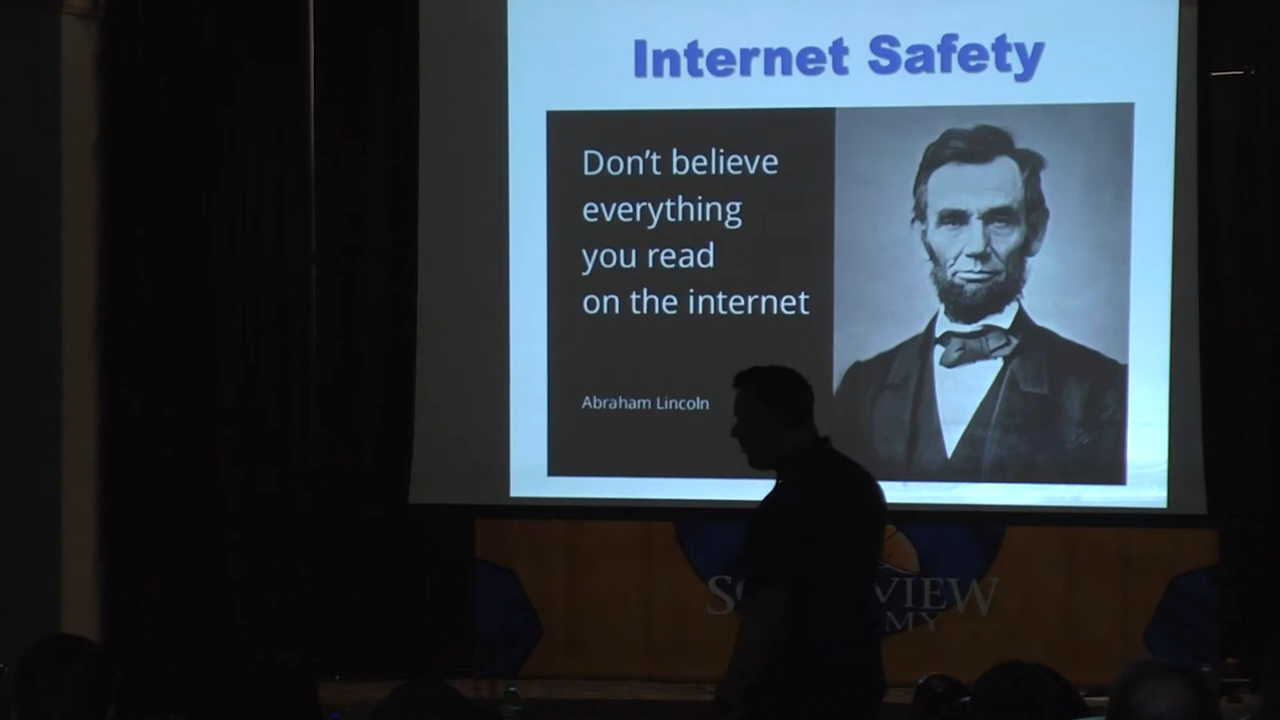 Internet Safety
Don't believe
everything
you read
on the internet
Abraham Lincoln